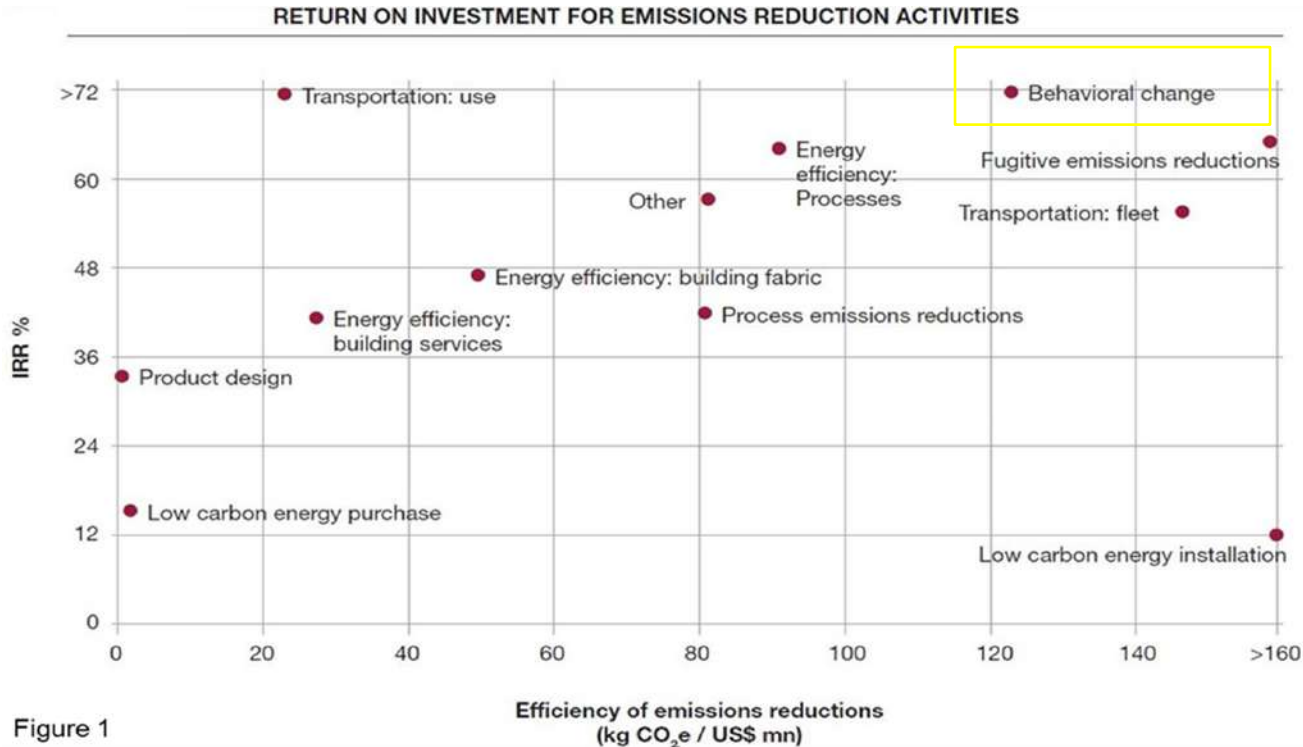 RETURN ON INVESTMENT FOR EMISSIONS REDUCTION ACTIVITIES
>72
Transportation: use
Behavioral change
Energy
efficiency:
Processes
Fugitive emissions reductions
60
Other
Transportation: fleet
48
Energy efficiency: building fabric
Energy efficiency:
building services
Process emissions reductions
IRR %
36
Product design
24
Low carbon energy purchase
12
Low carbon energy installation
0
0 20 40 60 80 100 120 140 >160
Efficiency of emissions reductions
(kg CO₂e / US$ mn)
Figure 1